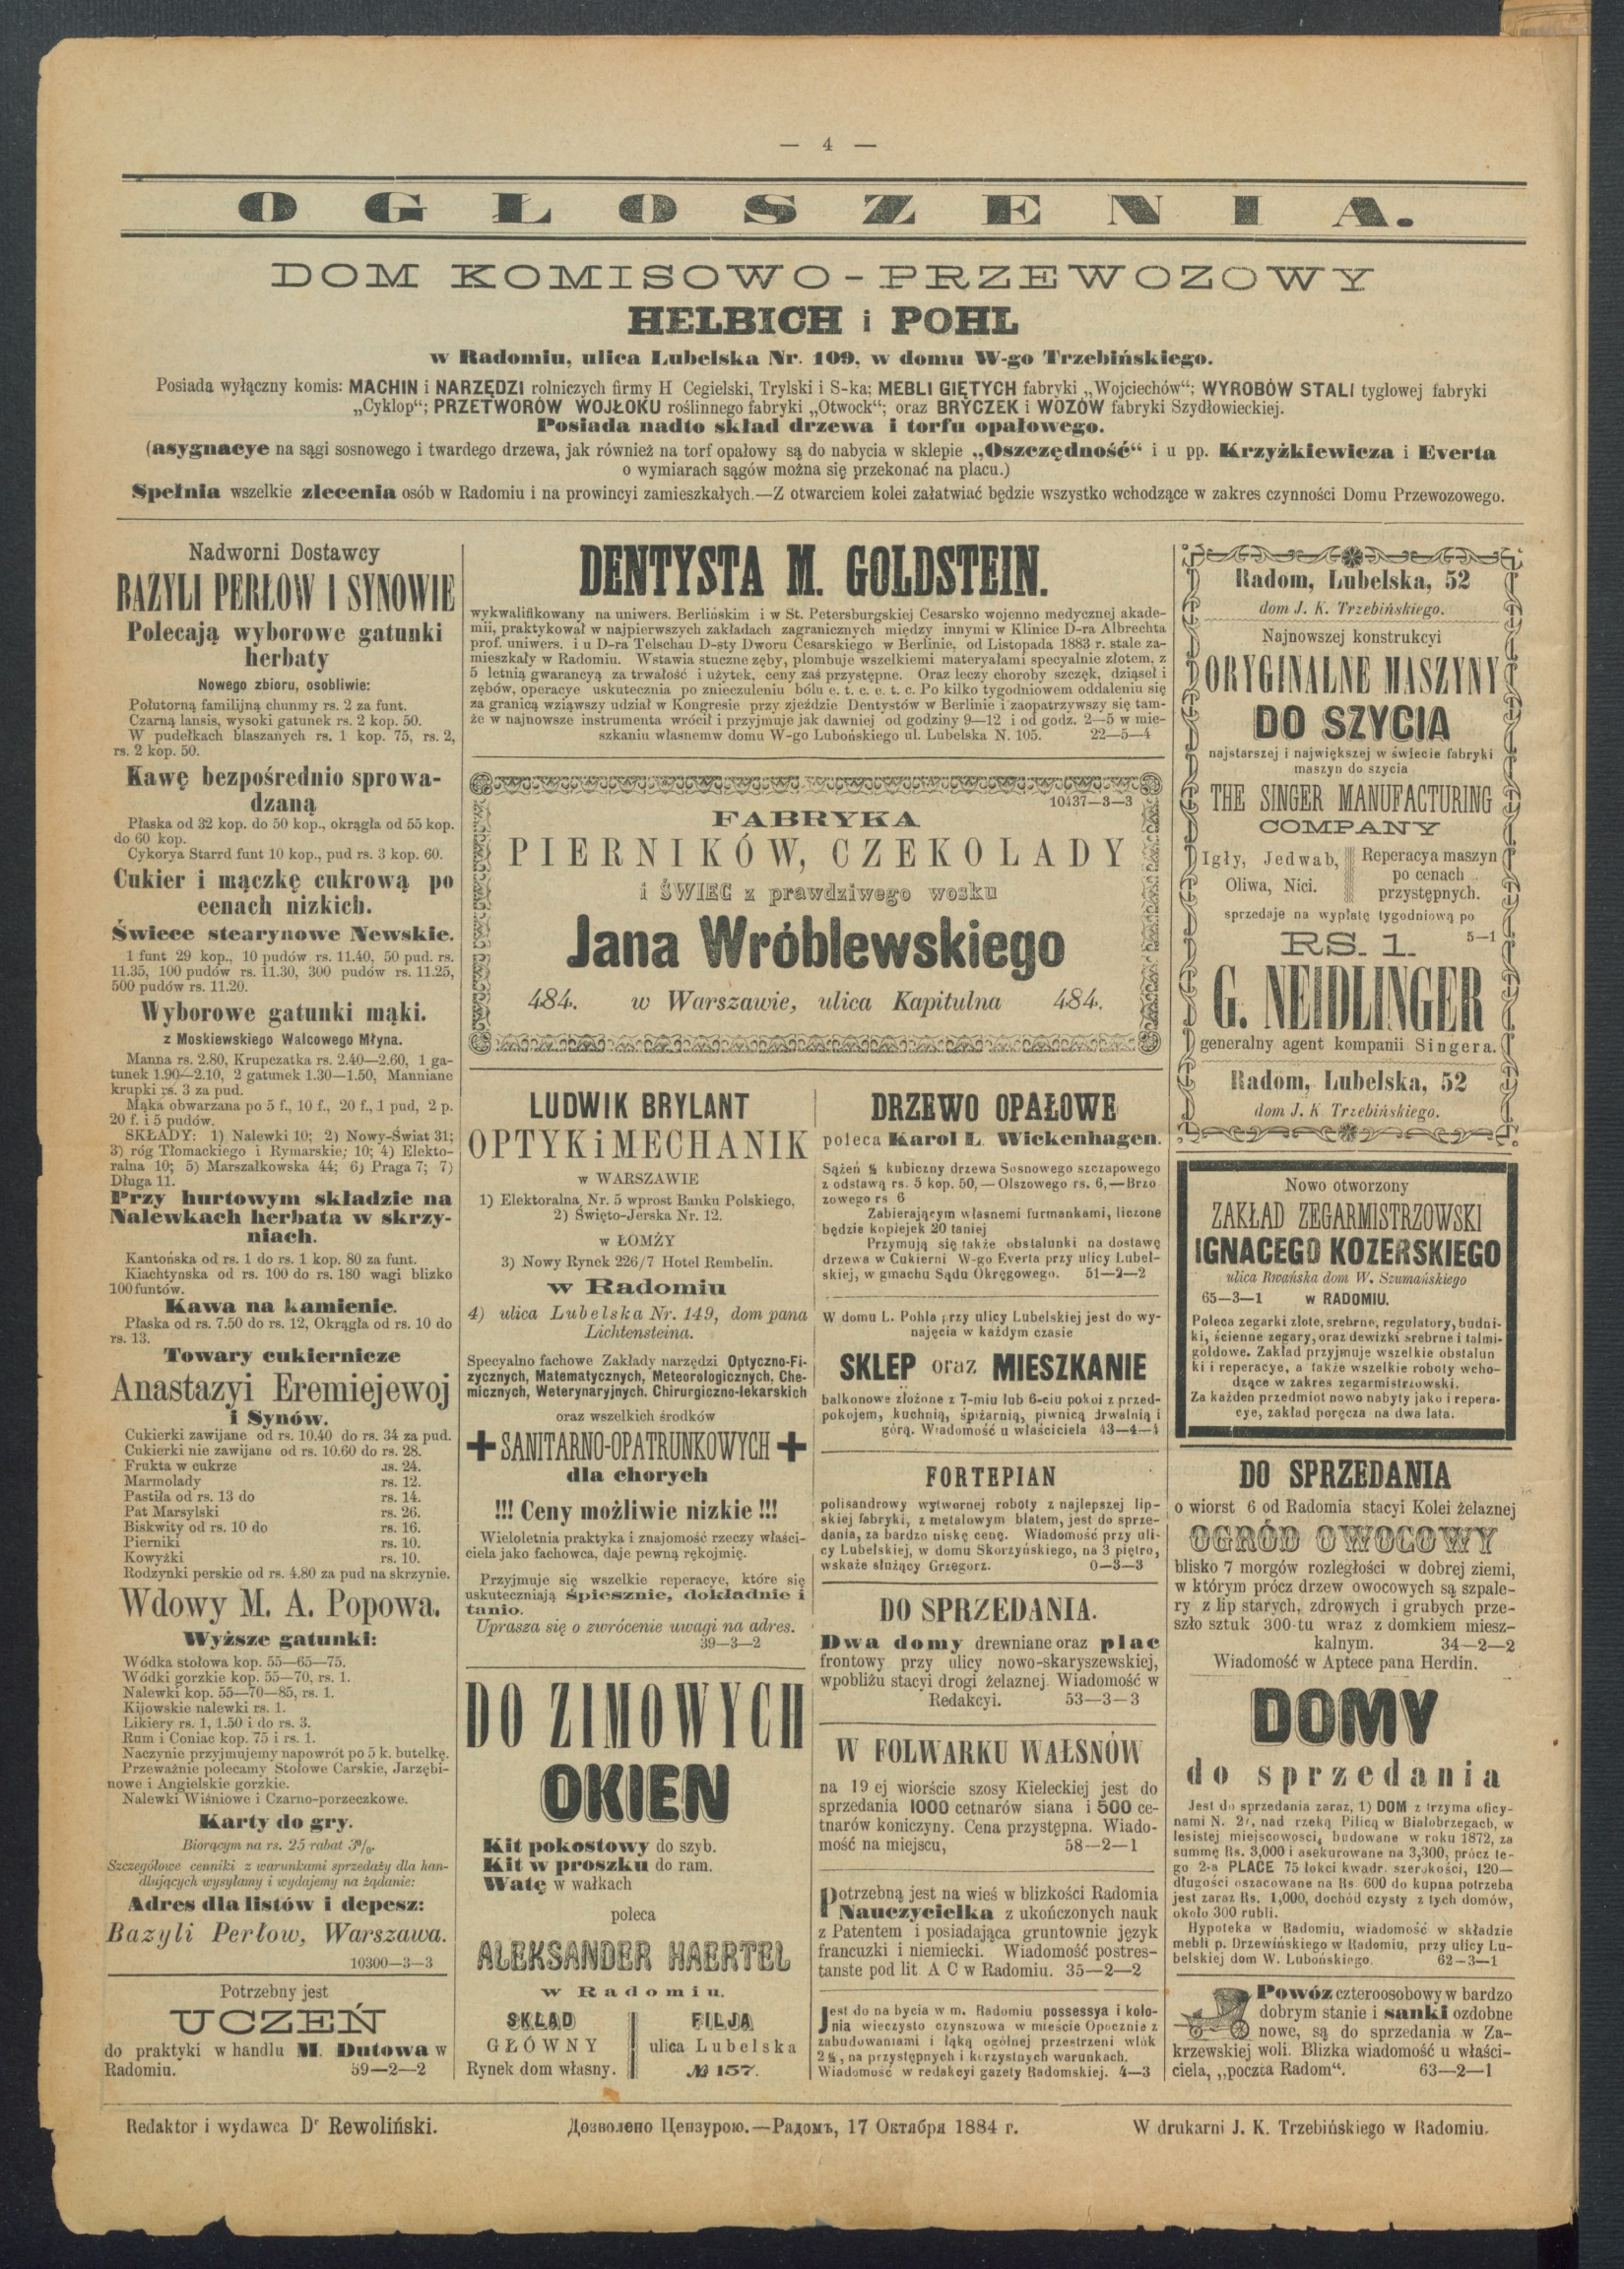 — 4 —
OGŁOSZENIA.
DOM KOMISOWO-PRZEWOZOWY
HELBICH i POHL
w Radomiu, ulica Lubelska Nr. 109, w domu W-go Trzebińskiego.
Posiada wyłączny komis: MACHIN i NARZĘDZI rolniczych firmy H Cegielski, Trylski i S-ka; MEBLI GIĘTYCH fabryki „Wojciechów“; WYROBÓW STALI tyglowej fabryki
„Cyklop“; PRZETWORÓW WOJŁOKU roślinnego fabryki „Otwock“; oraz BRYCZEK i WOZÓW fabryki Szydłowieckiej.
Posiada nadto skład drzewa i torfu opałowego.
(asygnacye na sągi sosnowego i twardego drzewa, jak również na torf opałowy są do nabycia w sklepie „Oszczędność“ i u pp. Krzyżkiewicza i Everta
o wymiarach sągów można się przekonać na placu.)
Spełnia wszelkie zlecenia osób w Radomiu i na prowincyi zamieszkałych.—Z otwarciem kolei załatwiać będzie wszystko wchodzące w zakres czynności Domu Przewozowego.
Nadworni Dostawcy
BAZYLI PERŁOW I SYNOWIE
Polecają wyborowe gatunki
herbaty
Nowego zbioru, osobliwie:
Połutorną familijną chunmy rs. 2 za funt.
Czarną lansis, wysoki gatunek rs. 2 kop. 50.
W pudełkach blaszanych rs. 1 kop. 75, rs. 2,
rs. 2 kop. 50.
Kawę bezpośrednio sprowa-
dzaną
Płaska od 32 kop. do 50 kop., okrągła od 55 kop.
do 60 kop.
Cykorya Starrd funt 10 kop., pud rs. 3 kop. 60.
Cukier i mączkę cukrową po
cenach nizkich.
Świece stearynowe Newskie.
1 funt 29 kop., 10 pudów rs. 11.40, 50 pud. rs.
11.35, 100 pudów rs. 11.30, 300 pudów rs. 11.25,
500 pudów rs. 11.20.
Wyborowe gatunki mąki.
z Moskiewskiego Walcowego Młyna.
Manna rs. 2.80, Krupczatka rs. 2.40—2.60, 1 ga-
tunek 1.90—2.10, 2 gatunek 1.30—1.50, Manniane
krupki rs. 3 za pud.
Mąka obwarzana po 5 f., 10 f., 20 f., 1 pud, 2 p.
20 f. i 5 pudów.
SKŁADY: 1) Nalewki 10; 2) Nowy-Świat 31;
3) róg Tłomackiego i Rymarskie; 10; 4) Elekto-
ralna 10; 5) Marszałkowska 44; 6) Praga 7; 7)
Długa 11.
Przy hurtowym składzie na
Nalewkach herbata w skrzy-
niach.
Kantońska od rs. 1 do rs. 1 kop. 80 za funt.
Kiachtynska od rs. 100 do rs. 180 wagi blizko
100 funtów.
Kawa na kamienie.
Płaska od rs. 7.50 do rs. 12, Okrągła od rs. 10 do
rs. 13.
Towary cukiernicze
Anastazyi Eremiejewoj
i Synów.
Cukierki zawijane od rs. 10.40 do rs. 34 za pud.
Cukierki nie zawijane od rs. 10.60 do rs. 28.
Frukta w cukrze rs. 24.
Marmolady rs. 12.
Pastiła od rs. 13 do rs. 14.
Pat Marsylski rs. 26.
Biskwity od rs. 10 do rs. 16.
Pierniki rs. 10.
Kowyżki rs. 10.
Rodzynki perskie od rs. 4.80 za pud na skrzynie.
Wdowy M. A. Popowa.
Wyższe gatunki:
Wódka stołowa kop. 55—65—75.
Wódki gorzkie kop. 55—70, rs. 1.
Nalewki kop. 55—70—85, rs. 1.
Kijowskie nalewki rs. 1.
Likiery rs. 1, 1.50 i do rs. 3.
Rum i Coniac kop. 75 i rs. 1.
Naczynie przyjmujemy napowrót po 5 k. butelkę.
Przeważnie polecamy Stołowe Carskie, Jarzębi-
nowe i Angielskie gorzkie.
Nalewki Wiśniowe i Czarno-porzeczkowe.
Karty do gry.
Biorącym na rs. 25 rabat 3%.
Szczegółowe cenniki z warunkami sprzedaży dla han-
dlujących wysyłamy i wydajemy na żądanie:
Adres dla listów i depesz:
Bazyli Perłow, Warszawa.
10300—3—3
Potrzebny jest
UCZEŃ
do praktyki w handlu M. Dutowa w
Radomiu. 59—2—2
DENTYSTA M. GOLDSTEIN.
wykwalifikowany na uniwers. Berlińskim i w St. Petersburgskiej Cesarsko wojenno medycznej akade-
mii, praktykował w najpierwszych zakładach zagranicznych między innymi w Klinice D-ra Albrechta
prof. uniwers. i u D-ra Telschau D-sty Dworu Cesarskiego w Berlinie, od Listopada 1883 r. stale za-
mieszkały w Radomiu. Wstawia stuczne zęby, plombuje wszelkiemi materyałami specyalnie złotem, z
5 letnią gwarancyą za trwałość i użytek, ceny zaś przystępne. Oraz leczy choroby szczęk, dziąseł i
zębów, operacye uskutecznia po znieczuleniu bólu e. t. c. e. t. c. Po kilko tygodniowem oddaleniu się
za granicą wziąwszy udział w Kongresie przy zjeździe Dentystów w Berlinie i zaopatrzywszy się tam-
że w najnowsze instrumenta wrócił i przyjmuje jak dawniej od godziny 9—12 i od godz. 2—5 w mie-
szkaniu własnemw domu W-go Lubońskiego ul. Lubelska N. 105. 22—5—4
10437—3—3
FABRYKA
PIERNIKÓW, CZEKOLADY
i ŚWIEC z prawdziwego wosku
Jana Wróblewskiego
484. w Warszawie, ulica Kapitulna 484.
LUDWIK BRYLANT
OPTYK i MECHANIK
w WARSZAWIE
1) Elektoralna Nr. 5 wprost Banku Polskiego.
2) Święto-Jerska Nr. 12.
w ŁOMŻY
3) Nowy Rynek 226/7 Hotel Rembelin.
w Radomiu
4) ulica Lubelska Nr. 149, dom pana
Lichtensteina.
Specyalno fachowe Zakłady narzędzi Optyczno-Fi-
zycznych, Matematycznych, Meteorologicznych, Che-
micznych, Weterynaryjnych. Chirurgiczno-lekarskich
oraz wszelkich środków
+ SANITARNO-OPATRUNKOWYCH +
dla chorych
!!! Ceny możliwie nizkie !!!
Wieloletnia praktyka i znajomość rzeczy właści-
ciela jako fachowca, daje pewną rękojmię.
Przyjmuje się wszelkie reperacye, które się
uskuteczniają śpiesznie, dokładnie i
tanio.
Uprasza się o zwrócenie uwagi na adres.
39—3—2
DO ZIMOWYCH
OKIEN
Kit pokostowy do szyb.
Kit w proszku do ram.
Watę w wałkach
poleca
ALEKSANDER HAERTEL
w Radomiu.
SKŁAD
GŁÓWNY
Rynek dom własny.
FILJA
ulica Lubelska
№ 157.
DRZEWO OPAŁOWE
poleca Karol L. Wickenhagen.
Sążeń ½ kubiczny drzewa Sosnowego szczapowego
z odstawą rs. 5 kop. 50,—Olszowego rs. 6,—Brzo
zowego rs 6
Zabierającym własnemi furmankami, liczone
będzie kopiejek 20 taniej
Przymują się także obstalunki na dostawę
drzewa w Cukierni W-go Everta przy ulicy Lubel-
skiej, w gmachu Sądu Okręgowego. 51—2—2
W domu L. Pohla przy ulicy Lubelskiej jest do wy-
najęcia w każdym czasie
SKLEP oraz MIESZKANIE
balkonowe złożone z 7-miu lub 6-ciu pokoi z przed-
pokojem, kuchnią, śpiżarnią, piwnicą drwalnią i
górą. Wiadomość u właściciela 43—4—4
FORTEPIAN
polisandrowy wytwornej roboty z najlepszej lip-
skiej fabryki, z metalowym blatem, jest do sprze-
dania, za bardzo niskę cenę. Wiadomość przy uli-
cy Lubelskiej, w domu Skorzyńskiego, na 3 piętro,
wskaże służący Grzegorz. 0—3—3
DO SPRZEDANIA.
Dwa domy drewniane oraz plac
frontowy przy ulicy nowo-skaryszewskiej,
wpobliżu stacyi drogi żelaznej. Wiadomość w
Redakcyi. 53—3—3
W FOLWARKU WAŁSNÓW
na 19 ej wiorście szosy Kieleckiej jest do
sprzedania 1000 cetnarów siana i 500 ce-
tnarów koniczyny. Cena przystępna. Wiado-
mość na miejscu, 58—2—1
Potrzebną jest na wieś w blizkości Radomia
Nauczycielka z ukończonych nauk
z Patentem i posiadająca gruntownie język
francuzki i niemiecki. Wiadomość postres-
tanste pod lit A C w Radomiu. 35—2—2
Jest do na bycia w m. Radomiu possessya i kolo-
nia wieczysto czynszowa w mieście Opocznie z
zabudowaniami i łąką ogólnej przestrzeni włók
2 ½, na przystępnych i korzystnych warunkach.
Wiadomość w redakcyi gazety Radomskiej. 4—3
Radom, Lubelska, 52
dom J. K. Trzebińskiego.
Najnowszej konstrukcyi
ORYGINALNE MASZYNY
DO SZYCIA
najstarszej i największej w świecie fabryki
maszyn do szycia
THE SINGER MANUFACTURING
COMPANY
Igły, Jedwab,
Oliwa, Nici.
Reperacya maszyn
po cenach
przystępnych.
sprzedaje na wypłatę tygodniową po
RS. 1. 5—1
G. NEIDLINGER
generalny agent kompanii Singera.
Radom, Lubelska, 52
dom J. K Trzebińskiego.
Nowo otworzony
ZAKŁAD ZEGARMISTRZOWSKI
IGNACEGO KOZERSKIEGO
ulica Rwańska dom W. Szumańskiego
65—3—1 w RADOMIU.
Poleca zegarki złote, srebrne, regulatory, budni-
ki, ścienne zegary, oraz dewizki srebrne i talmi-
gołdowe. Zakład przyjmuje wszelkie obstalun
ki i reperacye, a także wszelkie roboty wcho-
dzące w zakres zegarmistrzowski.
Za każden przedmiot nowo nabyty jako i repera-
cye, zakład poręcza na dwa lata.
DO SPRZEDANIA
o wiorst 6 od Radomia stacyi Kolei żelaznej
OGRÓD OWOCOWY
blisko 7 morgów rozległości w dobrej ziemi,
w którym prócz drzew owocowych są szpale-
ry z lip starych, zdrowych i grubych prze-
szło sztuk 300-tu wraz z domkiem miesz-
kalnym. 34—2—2
Wiadomość w Aptece pana Herdin.
DOMY
do sprzedania
Jest do sprzedania zaraz, 1) DOM z trzyma oficy-
nami N. nad rzeką Pilicą w Białobrzegach, w
lesistej miejscowości, budowane w roku 1872, za
summę Rs. 3,000 i asekurowane na 3,300, prócz te-
go 2-a PLACE 75 łokci kwadr. szerokości, 120—
długości oszacowane na Rs. 600 do kupna potrzeba
jest zaraz Rs. 1,000, dochód czysty z tych domów,
około 300 rubli.
Hypoteka w Radomiu, wiadomość w składzie
mebli p. Drzewińskiego w Radomiu, przy ulicy Lu-
belskiej dom W. Lubońskiego. 62—3—1
Powóz czteroosobowy w bardzo
dobrym stanie i sanki ozdobne
nowe, są do sprzedania w Za-
krzewskiej woli. Blizka wiadomość u właści-
ciela, „poczta Radom“. 63—2—1
Redaktor i wydawca Dr Rewoliński.
Дозволено Цензурою.—Радомъ, 17 Октября 1884 г.
W drukarni J. K. Trzebińskiego w Radomiu.